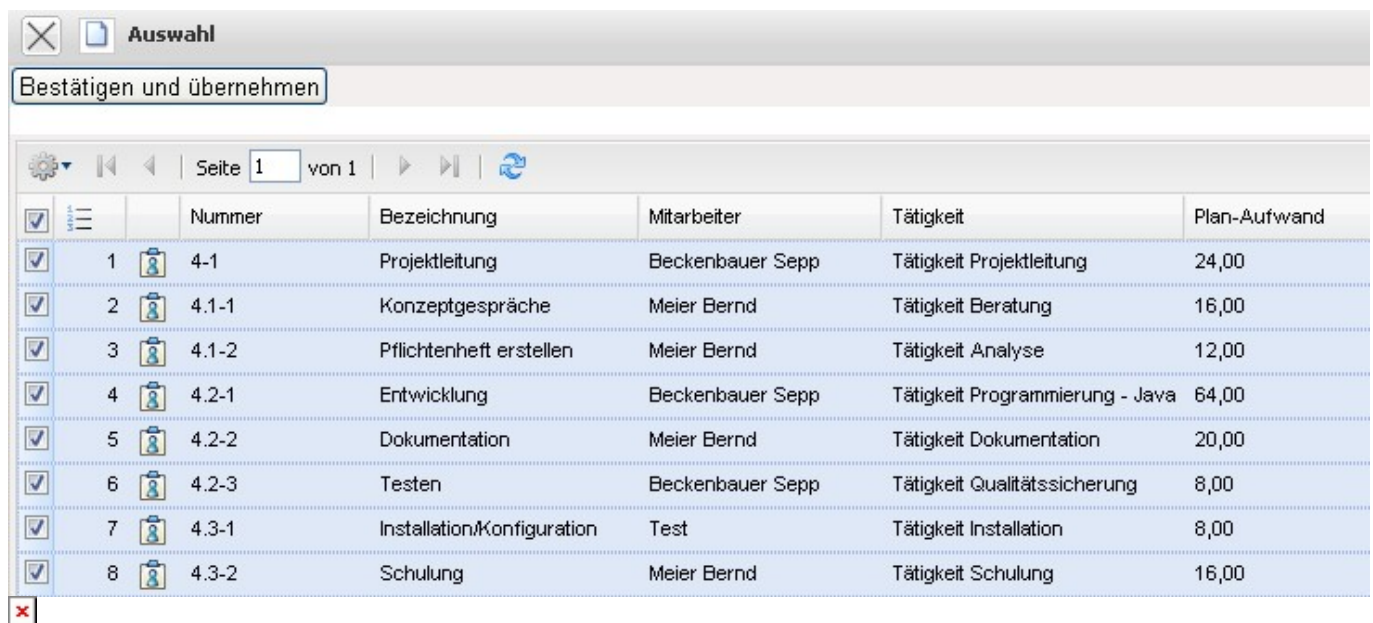 Auswahl
Bestätigen und übernehmen
Seite 1 von 1
Nummer Bezeichnung Mitarbeiter Tätigkeit Plan-Aufwand
1 4-1 Projektleitung Beckenbauer Sepp Tätigkeit Projektleitung 24,00
2 4.1-1 Konzeptgespräche Meier Bernd Tätigkeit Beratung 16,00
3 4.1-2 Pflichtenheft erstellen Meier Bernd Tätigkeit Analyse 12,00
4 4.2-1 Entwicklung Beckenbauer Sepp Tätigkeit Programmierung - Java 64,00
5 4.2-2 Dokumentation Meier Bernd Tätigkeit Dokumentation 20,00
6 4.2-3 Testen Beckenbauer Sepp Tätigkeit Qualitätssicherung 8,00
7 4.3-1 Installation/Konfiguration Test Tätigkeit Installation 8,00
8 4.3-2 Schulung Meier Bernd Tätigkeit Schulung 16,00